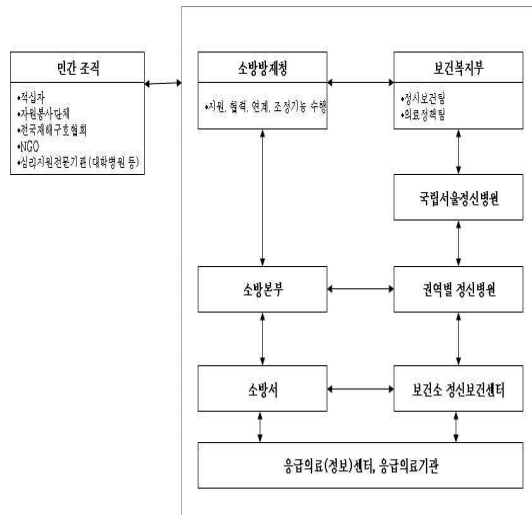 민간 조직
•적십자
•자원봉사단체
•전국재해구호협회
•NGO
•심리지원전문기관(대학병원 등)
소방방재청
•지원, 협력, 연계, 조정기능 수행
보건복지부
•정시보건팀
•의료정책팀
국립서울정신병원
소방본부
권역별 정신병원
소방서
보건소 정신보건센터
응급의료(정보)센터, 응급의료기관